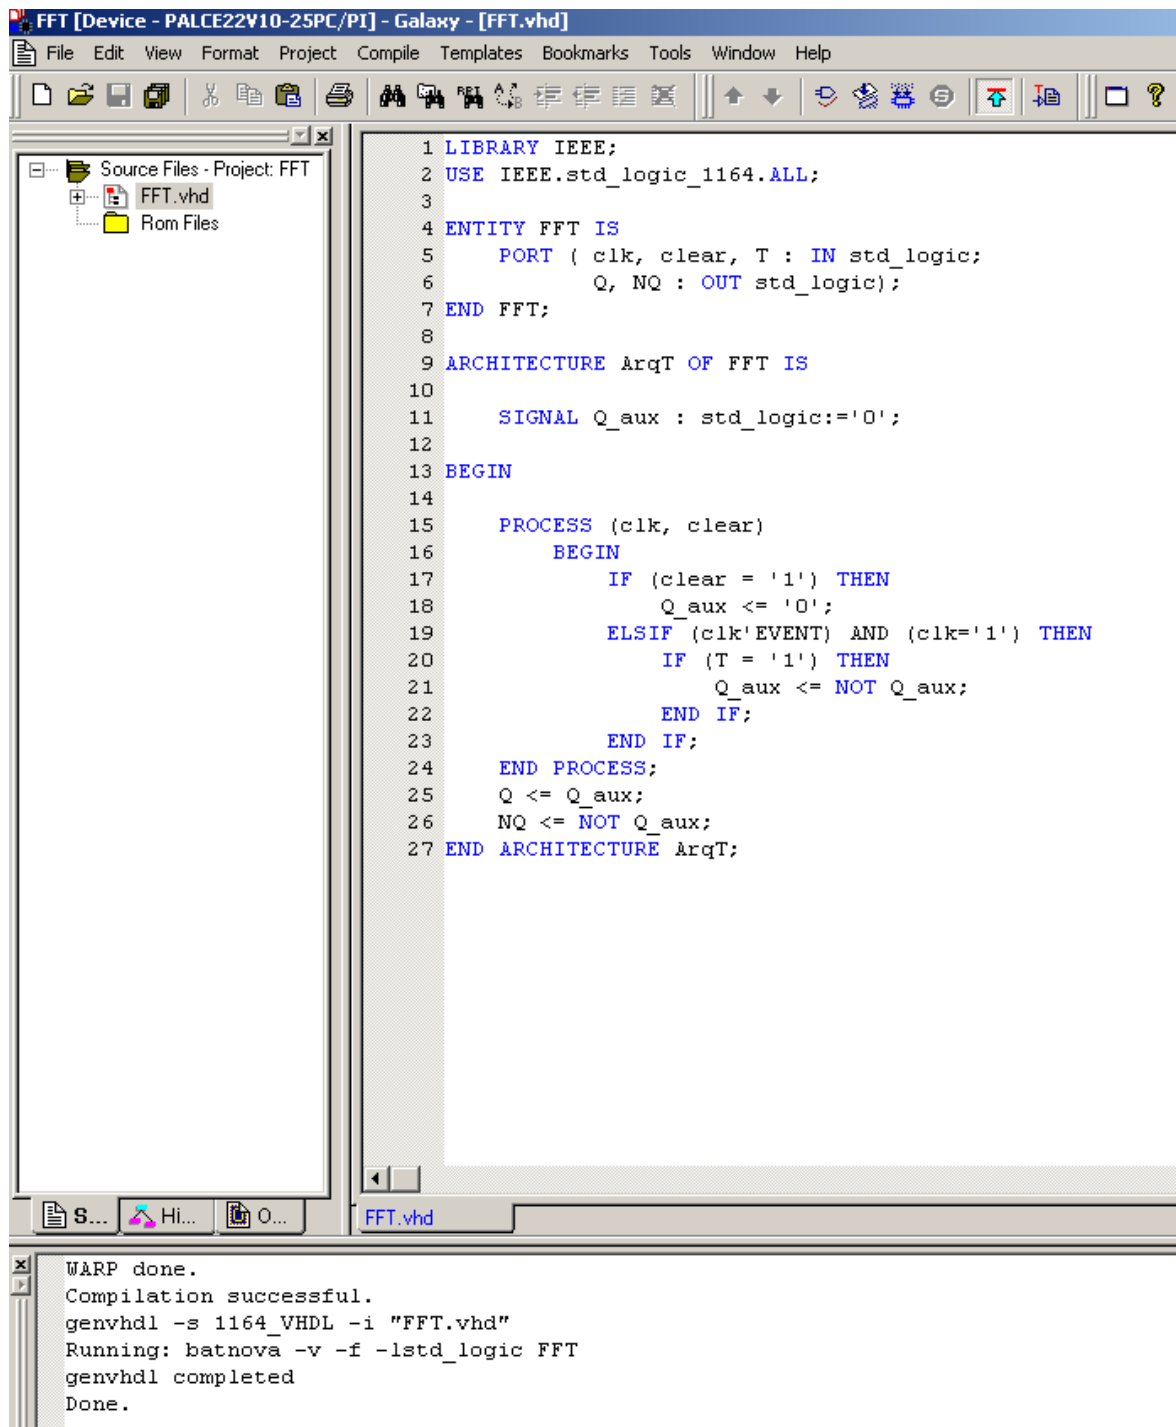 FFT [Device - PALCE22V10-25PC/PI] - Galaxy - [FFT.vhd]
File Edit View Format Project Compile Templates Bookmarks Tools Window Help
Source Files - Project: FFT
FFT.vhd
Rom Files
1 LIBRARY IEEE;
2 USE IEEE.std_logic_1164.ALL;
3
4 ENTITY FFT IS
5     PORT ( clk, clear, T : IN std_logic;
6            Q, NQ : OUT std_logic);
7 END FFT;
8
9 ARCHITECTURE ArqT OF FFT IS
10
11     SIGNAL Q_aux : std_logic:='0';
12
13 BEGIN
14
15     PROCESS (clk, clear)
16         BEGIN
17             IF (clear = '1') THEN
18                 Q_aux <= '0';
19             ELSIF (clk'EVENT) AND (clk='1') THEN
20                 IF (T = '1') THEN
21                     Q_aux <= NOT Q_aux;
22                 END IF;
23             END IF;
24     END PROCESS;
25     Q <= Q_aux;
26     NQ <= NOT Q_aux;
27 END ARCHITECTURE ArqT;
S... Hi... O...
FFT.vhd
WARP done.
Compilation successful.
genvhdl -s 1164_VHDL -i "FFT.vhd"
Running: batnova -v -f -lstd_logic FFT
genvhdl completed
Done.